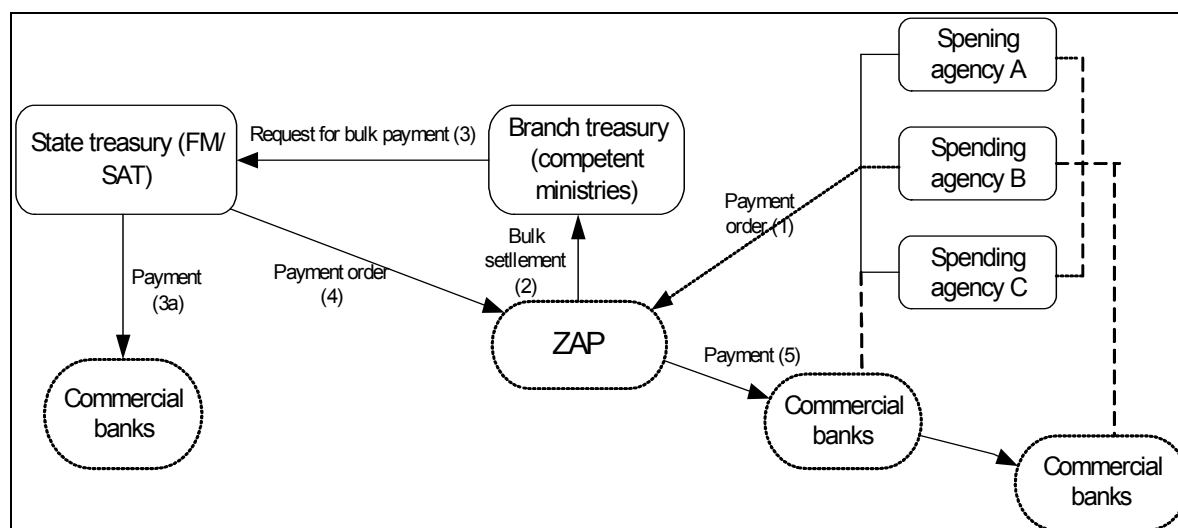 Spening
agency A
State treasury (FM/
SAT)
Request for bulk payment (3)
Branch treasury
(competent
ministries)
Spending
agency B
Payment
order (1)
Spending
agency C
Payment
(3a)
Payment order
(4)
Bulk
setllement
(2)
ZAP
Payment (5)
Commercial
banks
Commercial
banks
Commercial
banks